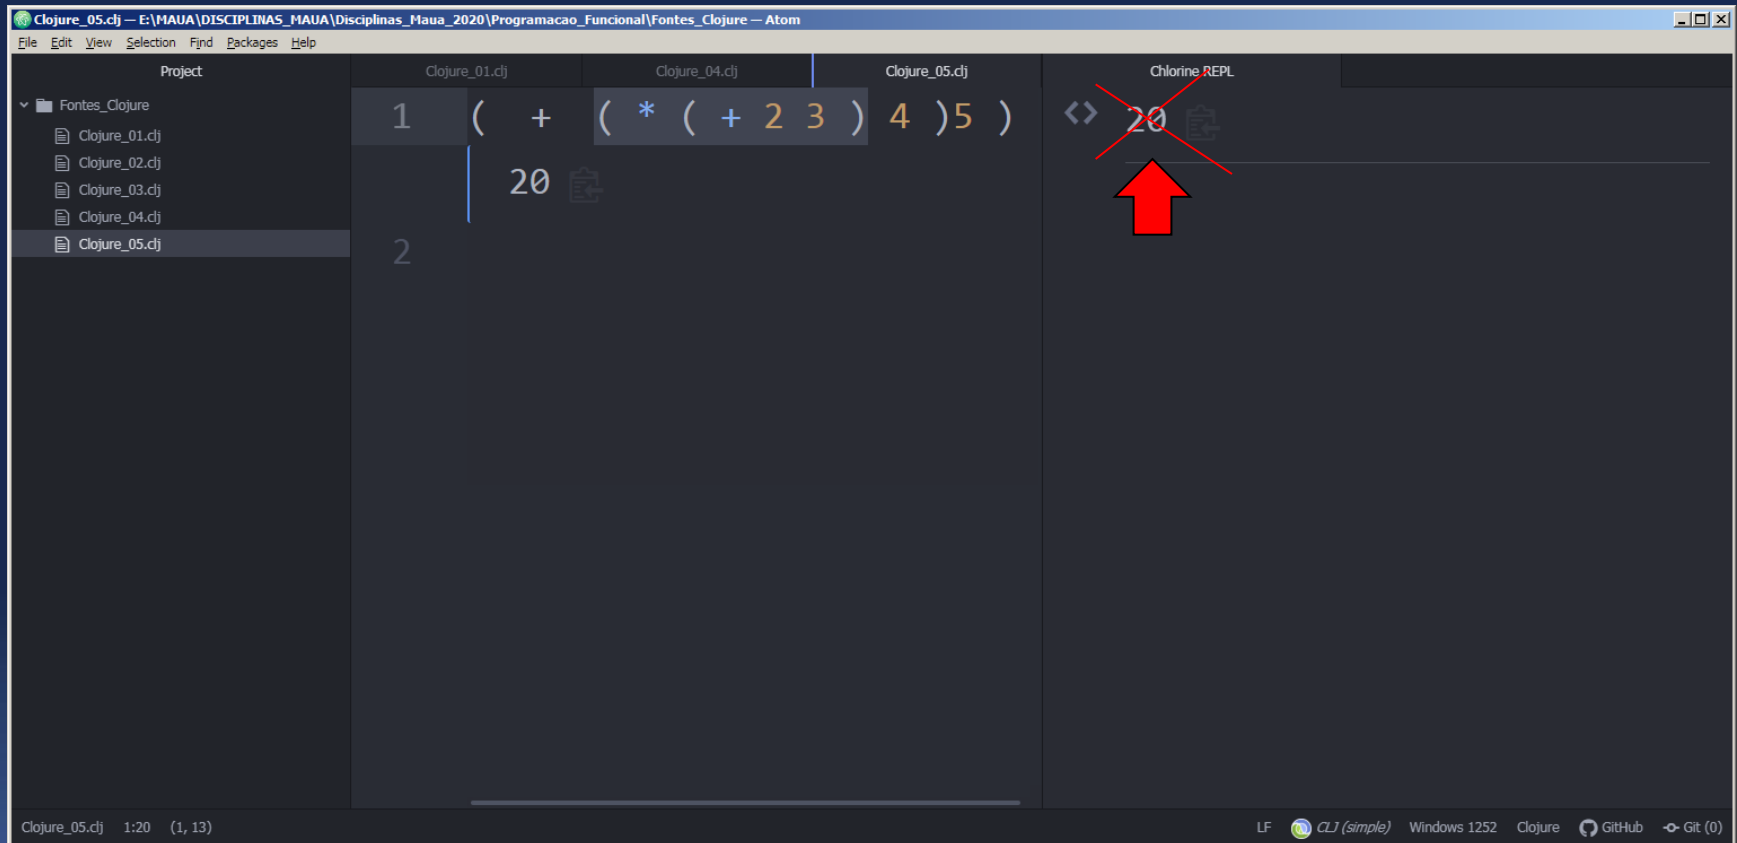 Clojure_05.clj — E:\MAUA\DISCIPLINAS_MAUA\Disciplinas_Maua_2020\Programacao_Funcional\Fontes_Clojure — Atom
File Edit View Selection Find Packages Help
Project
Clojure_01.clj Clojure_04.clj Clojure_05.clj Chlorine REPL
Fontes_Clojure
Clojure_01.clj
Clojure_02.clj
Clojure_03.clj
Clojure_04.clj
Clojure_05.clj
1 ( + ( * ( + 2 3 ) 4 )5 )
20
2
<> 20
Clojure_05.clj 1:20 (1, 13) LF CLJ (simple) Windows 1252 Clojure GitHub Git (0)